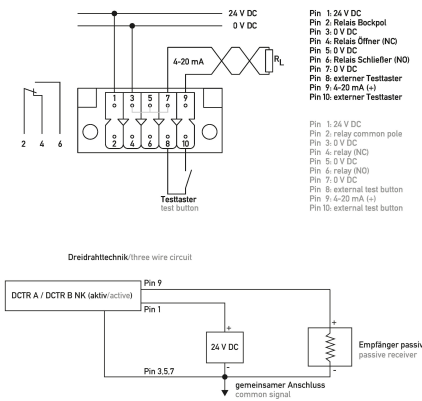 24 V DC
0 V DC
4-20 mA
RL
1 3 5 7 9
2 4 6 8 10
2 4 6
Testtaster
test button
Pin 1: 24 V DC
Pin 2: Relais Bockpol
Pin 3: 0 V DC
Pin 4: Relais Öffner (NC)
Pin 5: 0 V DC
Pin 6: Relais Schließer (NO)
Pin 7: 0 V DC
Pin 8: externer Testtaster
Pin 9: 4-20 mA (+)
Pin 10: externer Testtaster
Pin 1: 24 V DC
Pin 2: relay common pole
Pin 3: 0 V DC
Pin 4: relay (NC)
Pin 5: 0 V DC
Pin 6: relay (NO)
Pin 7: 0 V DC
Pin 8: external test button
Pin 9: 4-20 mA (+)
Pin 10: external test button
Dreidrahttechnik/three wire circuit
DCTR A / DCTR B NK (aktiv/active)
Pin 9
Pin 1
Pin 3,5,7
+
24 V DC
-
+
-
Empfänger passiv
passive receiver
gemeinsamer Anschluss
common signal